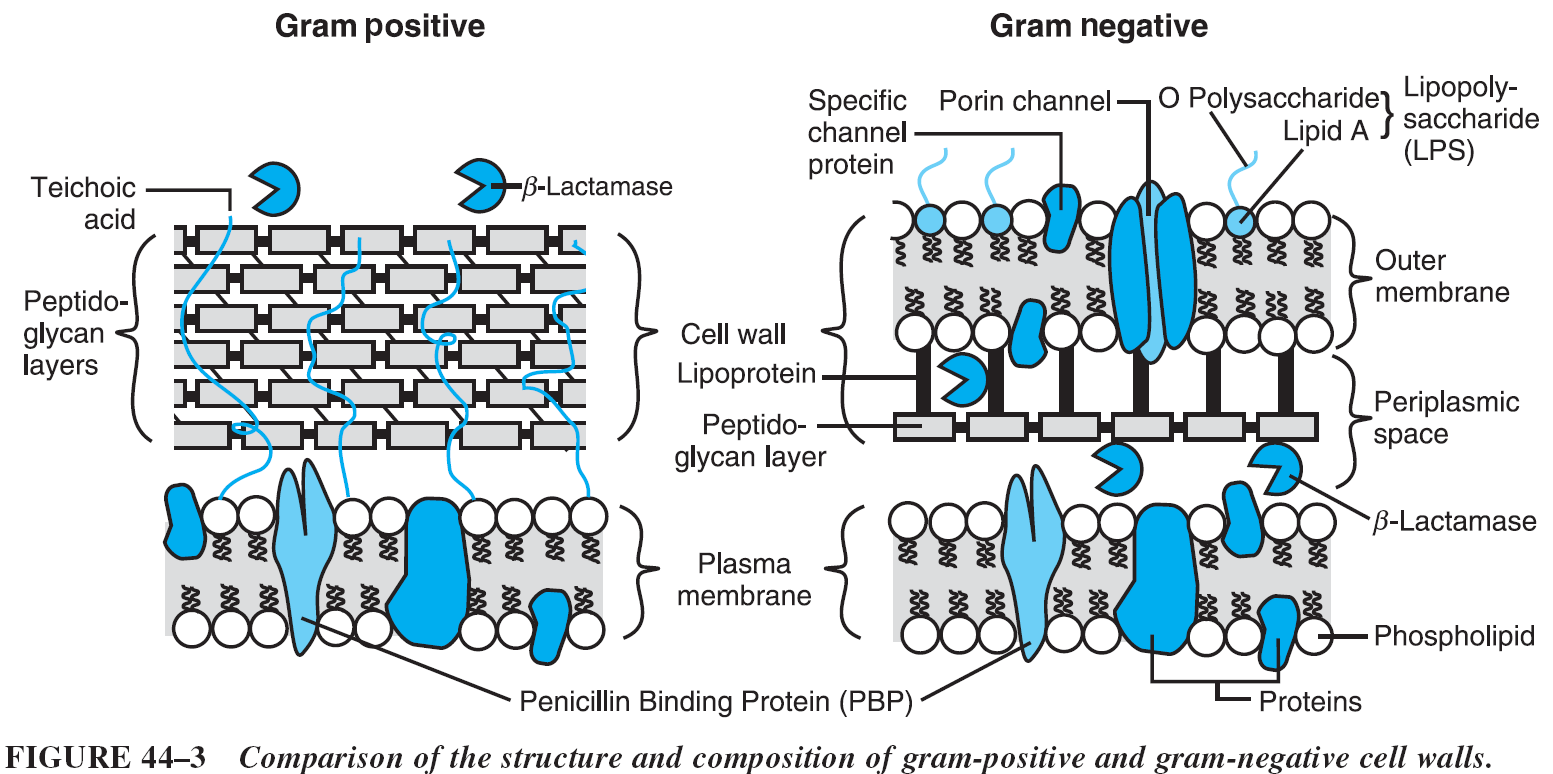 Gram positive
Gram negative
Teichoic
acid
β-Lactamase
Peptido-
glycan
layers
Specific
channel
protein
Porin channel
O Polysaccharide
Lipid A
Lipopoly-
saccharide
(LPS)
Cell wall
Lipoprotein
Peptido-
glycan layer
Outer
membrane
Periplasmic
space
β-Lactamase
Plasma
membrane
Phospholipid
Penicillin Binding Protein (PBP)
Proteins
FIGURE 44–3 Comparison of the structure and composition of gram-positive and gram-negative cell walls.